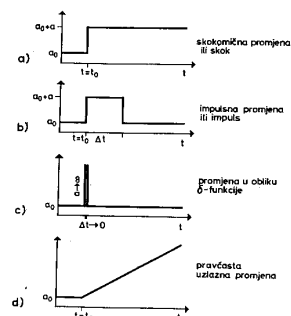 a₀+a
a₀
t=t₀
t
a)
skokomična promjena
ili skok
a₀+a
a₀
t=t₀ Δt
t
b)
impulsna promjena
ili impuls
a→∞
a₀
Δt→0
t
c)
promjena u obliku
δ-funkcije
a₀
t=t₀
t
d)
pravčasta
uzlazna promjena